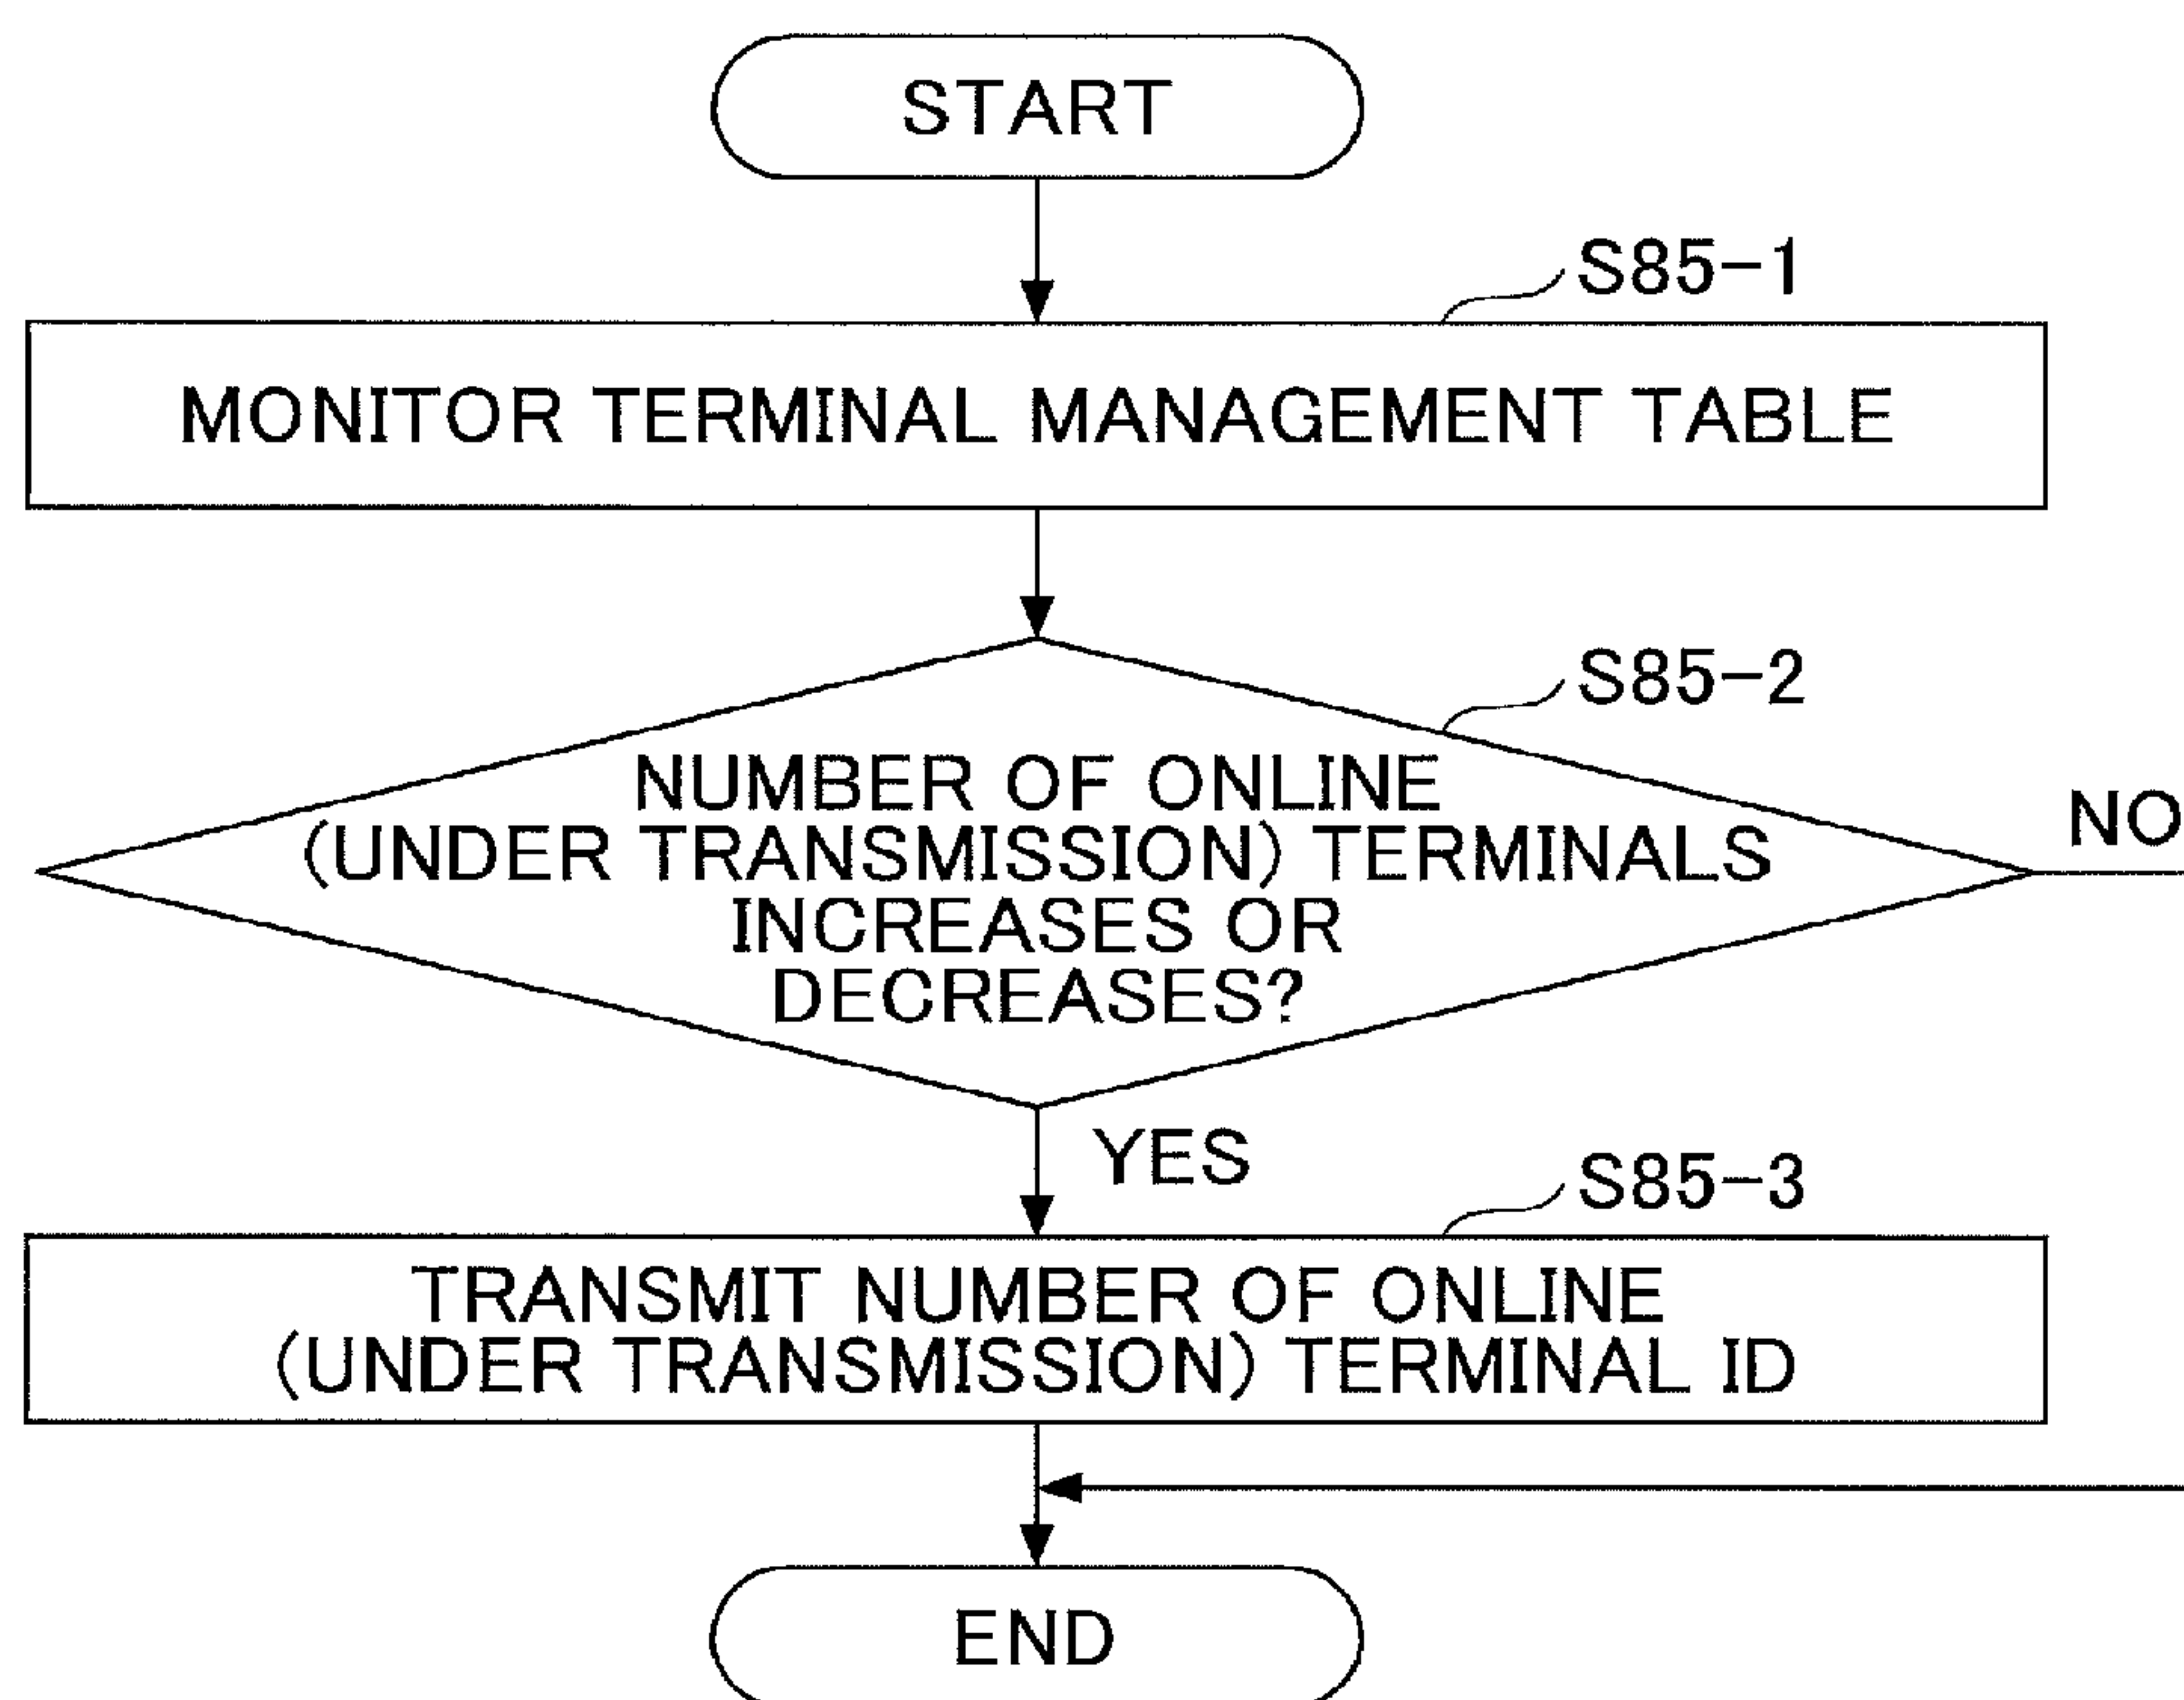 START
S85-1
MONITOR TERMINAL MANAGEMENT TABLE
S85-2
NUMBER OF ONLINE
(UNDER TRANSMISSION) TERMINALS
INCREASES OR
DECREASES?
NO
YES
S85-3
TRANSMIT NUMBER OF ONLINE
(UNDER TRANSMISSION) TERMINAL ID
END